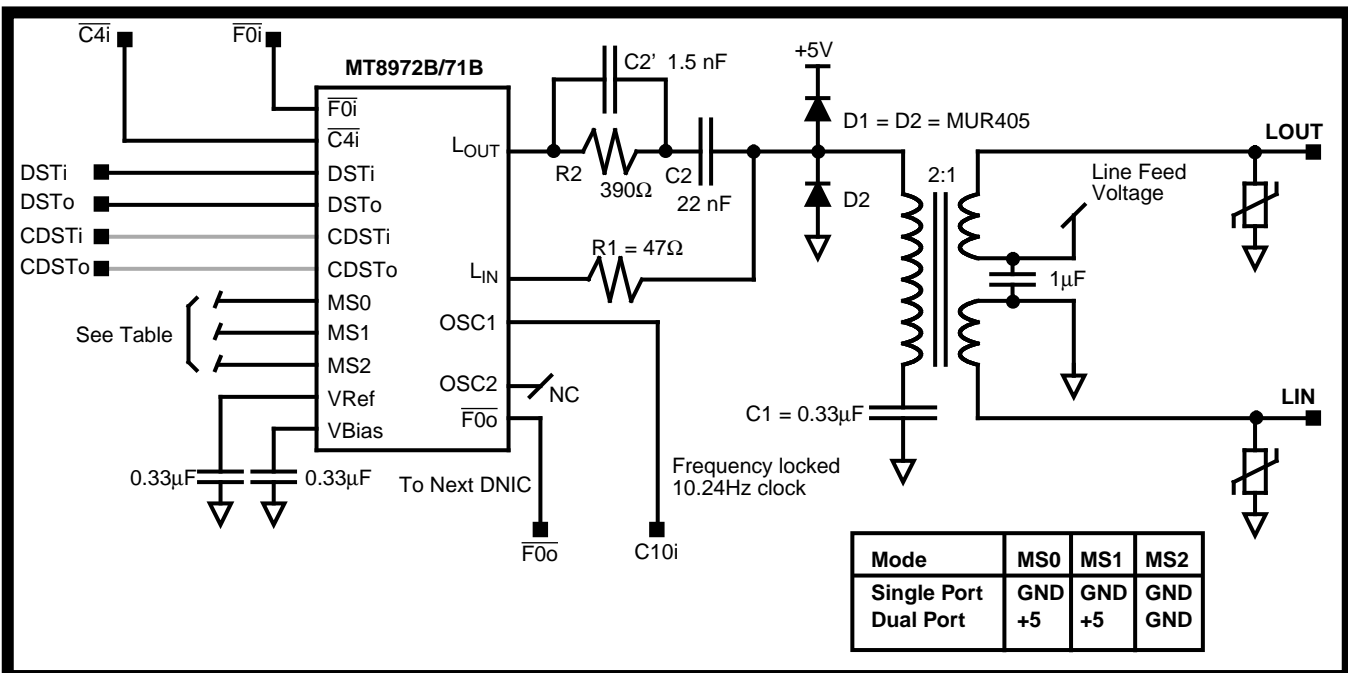 C4i
F0i
+5V
C2' 1.5 nF
MT8972B/71B
D1 = D2 = MUR405
F0i
C4i
LOUT
LOUT
DSTi
DSTi
R2
390Ω
C2
22 nF
2:1
Line Feed
Voltage
DSTo
DSTo
D2
CDSTi
CDSTi
CDSTo
CDSTo
R1 = 47Ω
LIN
1µF
MS0
See Table
MS1
OSC1
MS2
OSC2
NC
VRef
F0o
C1 = 0.33µF
LIN
VBias
0.33µF
0.33µF
To Next DNIC
Frequency locked
10.24Hz clock
F0o
C10i
Mode MS0 MS1 MS2
Single Port GND GND GND
Dual Port +5 +5 GND